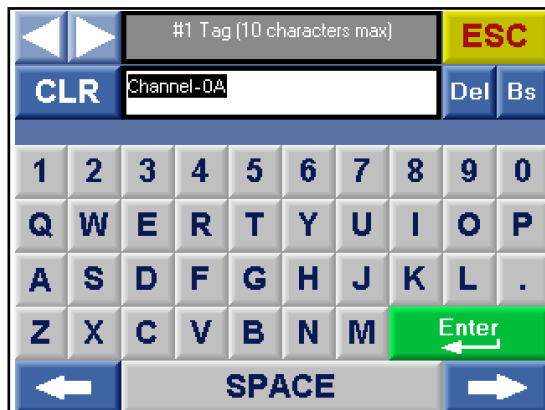 #1 Tag (10 characters max) ESC
CLR Channel-0A Del Bs
1 2 3 4 5 6 7 8 9 0
Q W E R T Y U I O P
A S D F G H J K L .
Z X C V B N M Enter
SPACE